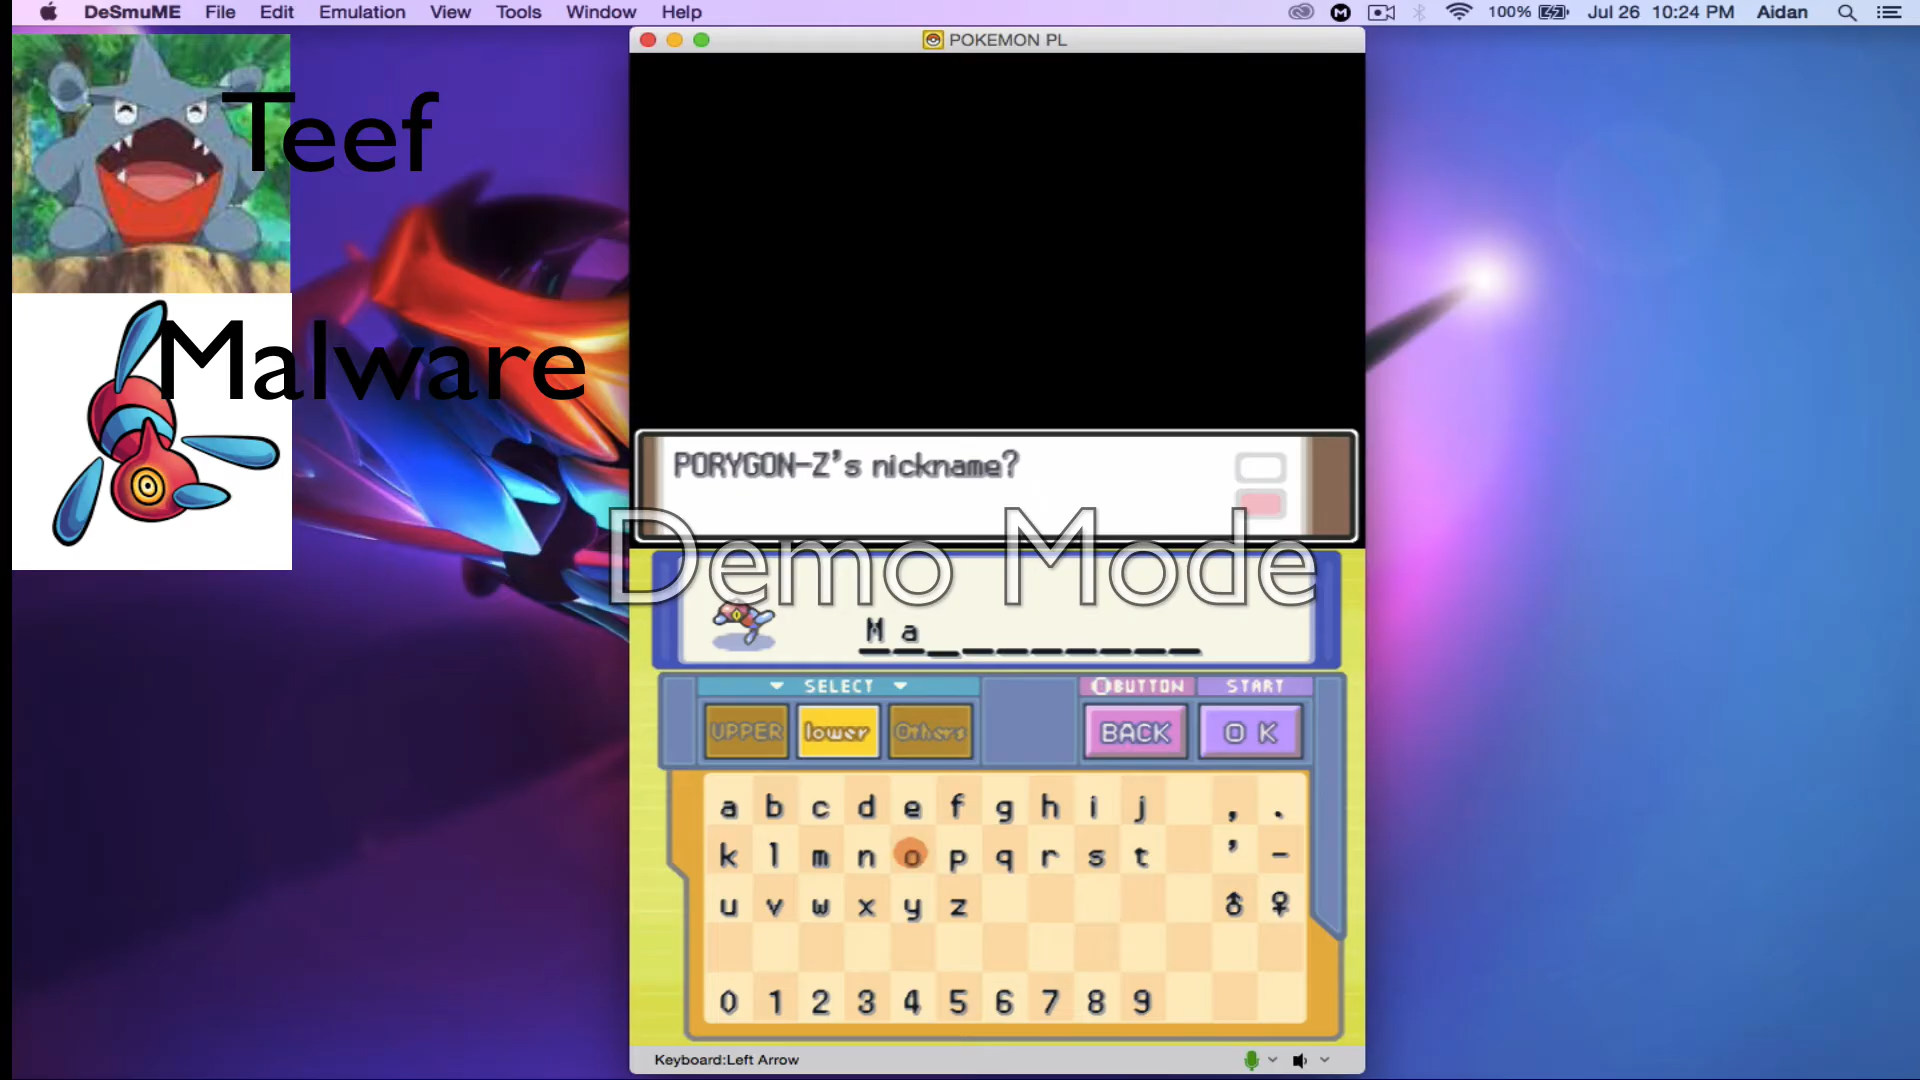 DeSmuME File Edit Emulation View Tools Window Help
100% Jul 26 10:24 PM Aidan
POKEMON PL
Teef
Malware
PORYGON-Z's nickname?
Demo Mode
M a
SELECT BUTTON START
UPPER lower Others BACK OK
a b c d e f g h i j , .
k l m n o p q r s t ' -
u v w x y z ♂ ♀
0 1 2 3 4 5 6 7 8 9
Keyboard:Left Arrow